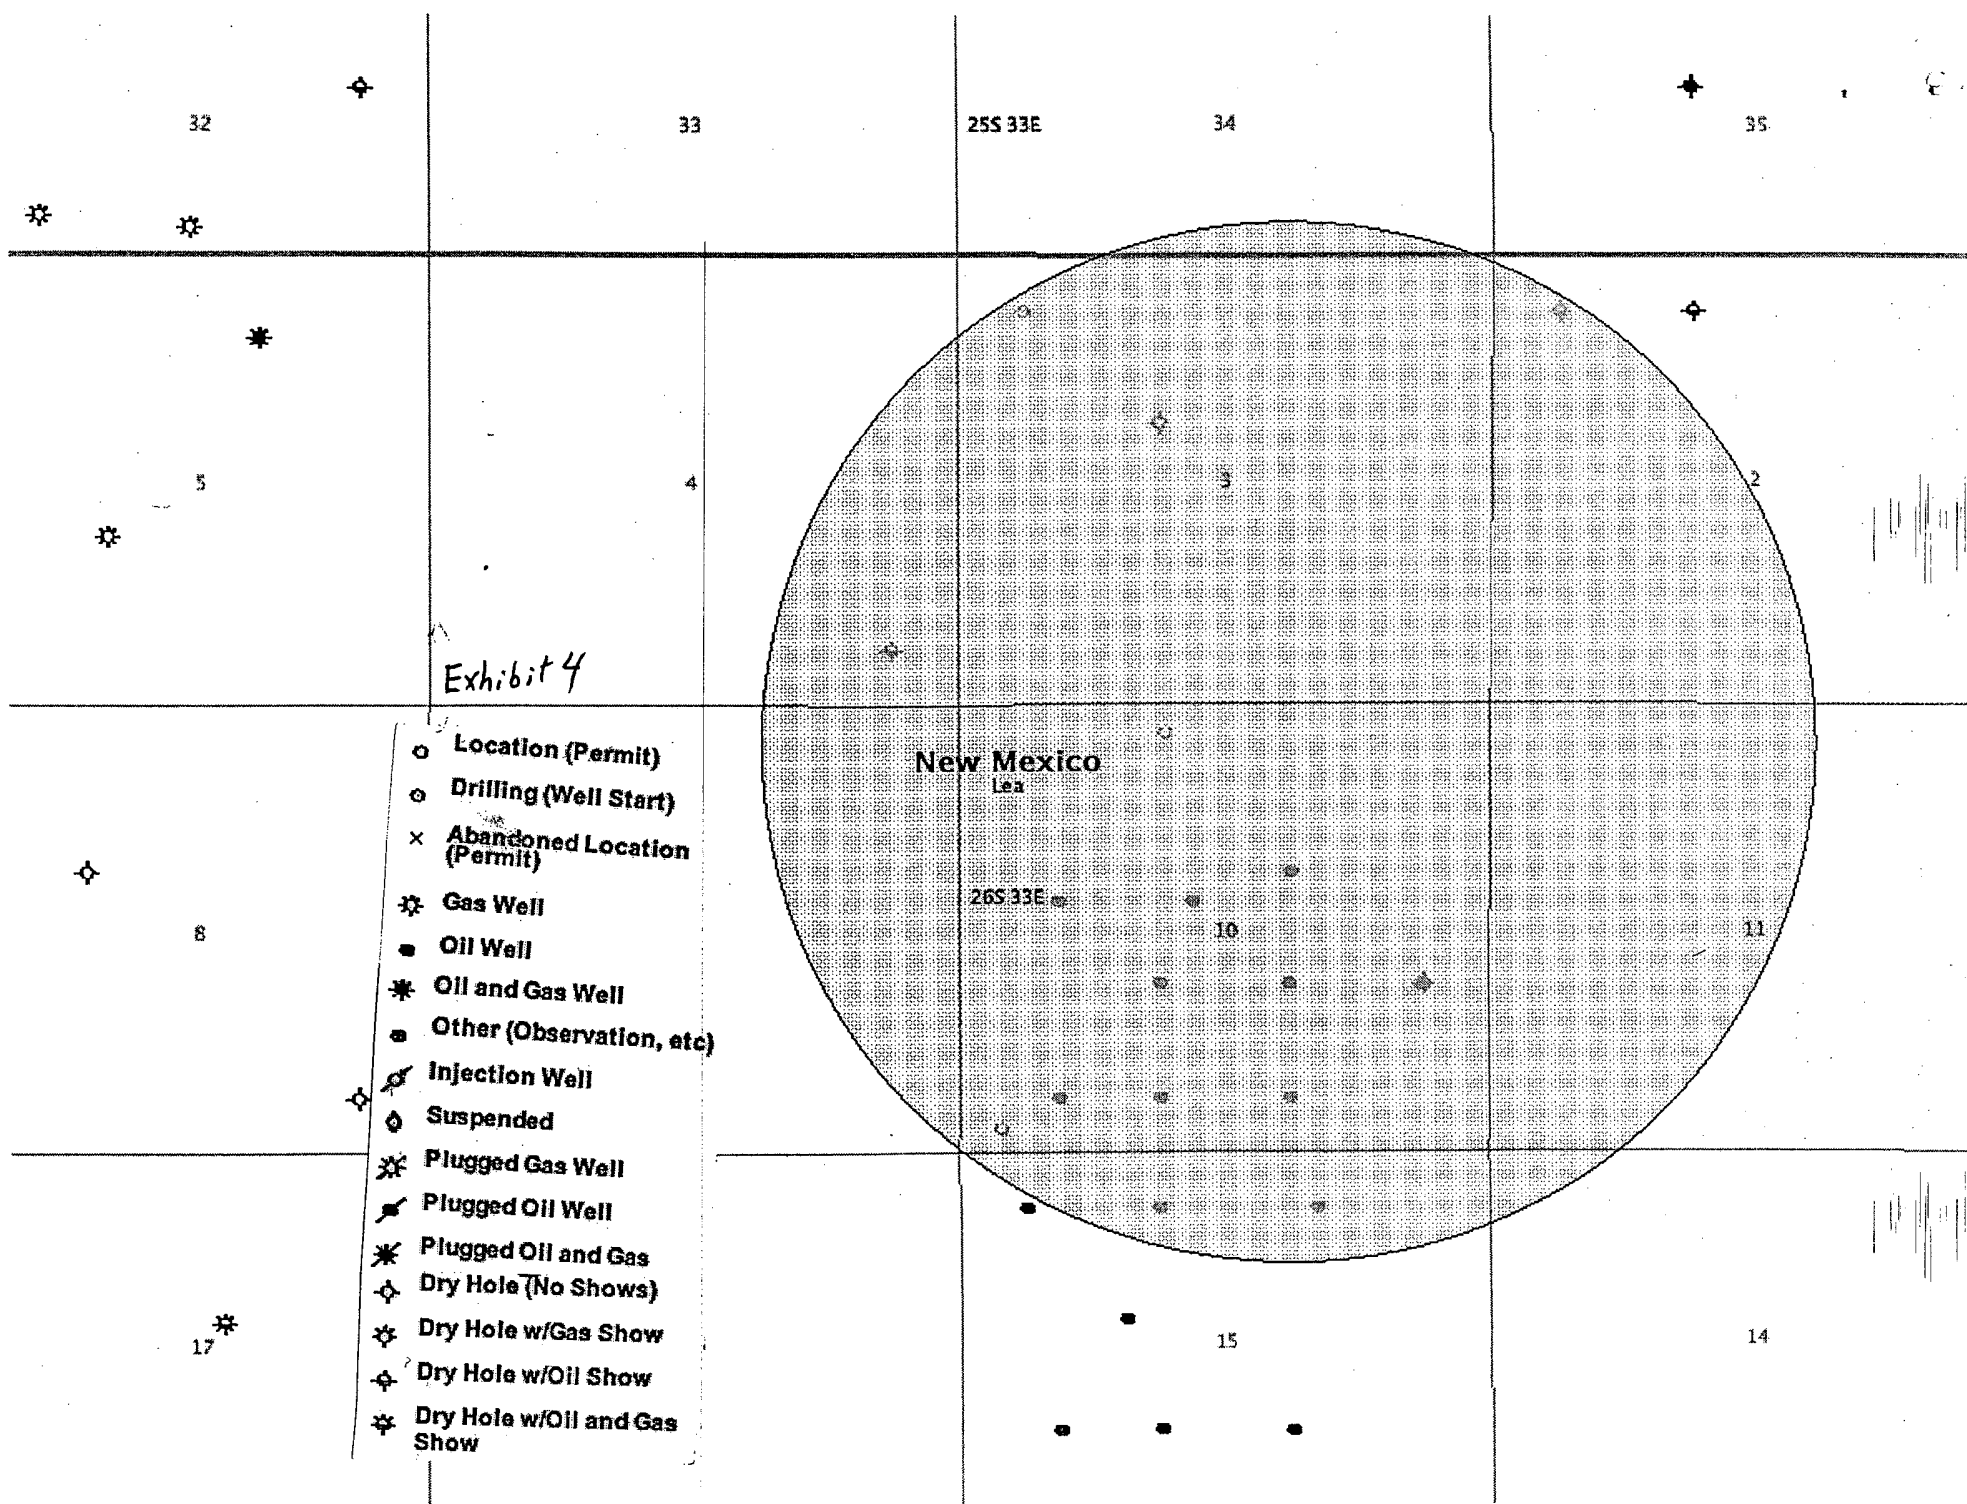 32
33
25S 33E
34
35
5
4
3
2
Exhibit 4
New Mexico
Lea
26S 33E
8
10
11
Location (Permit)
Drilling (Well Start)
Abandoned Location
(Permit)
Gas Well
Oil Well
Oil and Gas Well
Other (Observation, etc)
Injection Well
Suspended
Plugged Gas Well
Plugged Oil Well
Plugged Oil and Gas
Dry Hole (No Shows)
Dry Hole w/Gas Show
Dry Hole w/Oil Show
Dry Hole w/Oil and Gas
Show
17
15
14